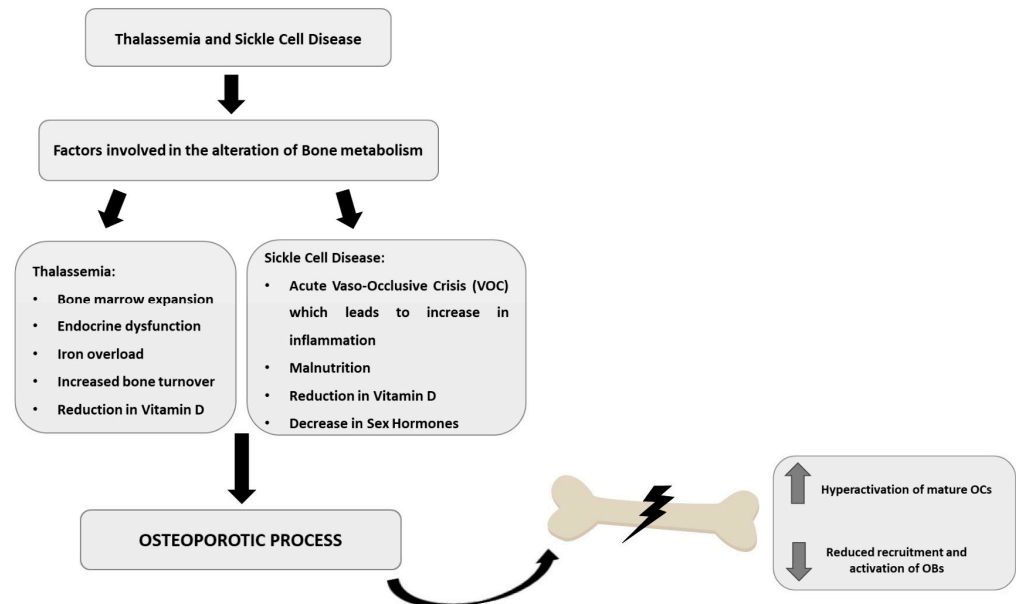 Thalassemia and Sickle Cell Disease
Factors involved in the alteration of Bone metabolism
Thalassemia:
• Bone marrow expansion
• Endocrine dysfunction
• Iron overload
• Increased bone turnover
• Reduction in Vitamin D
Sickle Cell Disease:
• Acute Vaso-Occlusive Crisis (VOC)
which leads to increase in
inflammation
• Malnutrition
• Reduction in Vitamin D
• Decrease in Sex Hormones
OSTEOPOROTIC PROCESS
Hyperactivation of mature OCs
Reduced recruitment and
activation of OBs